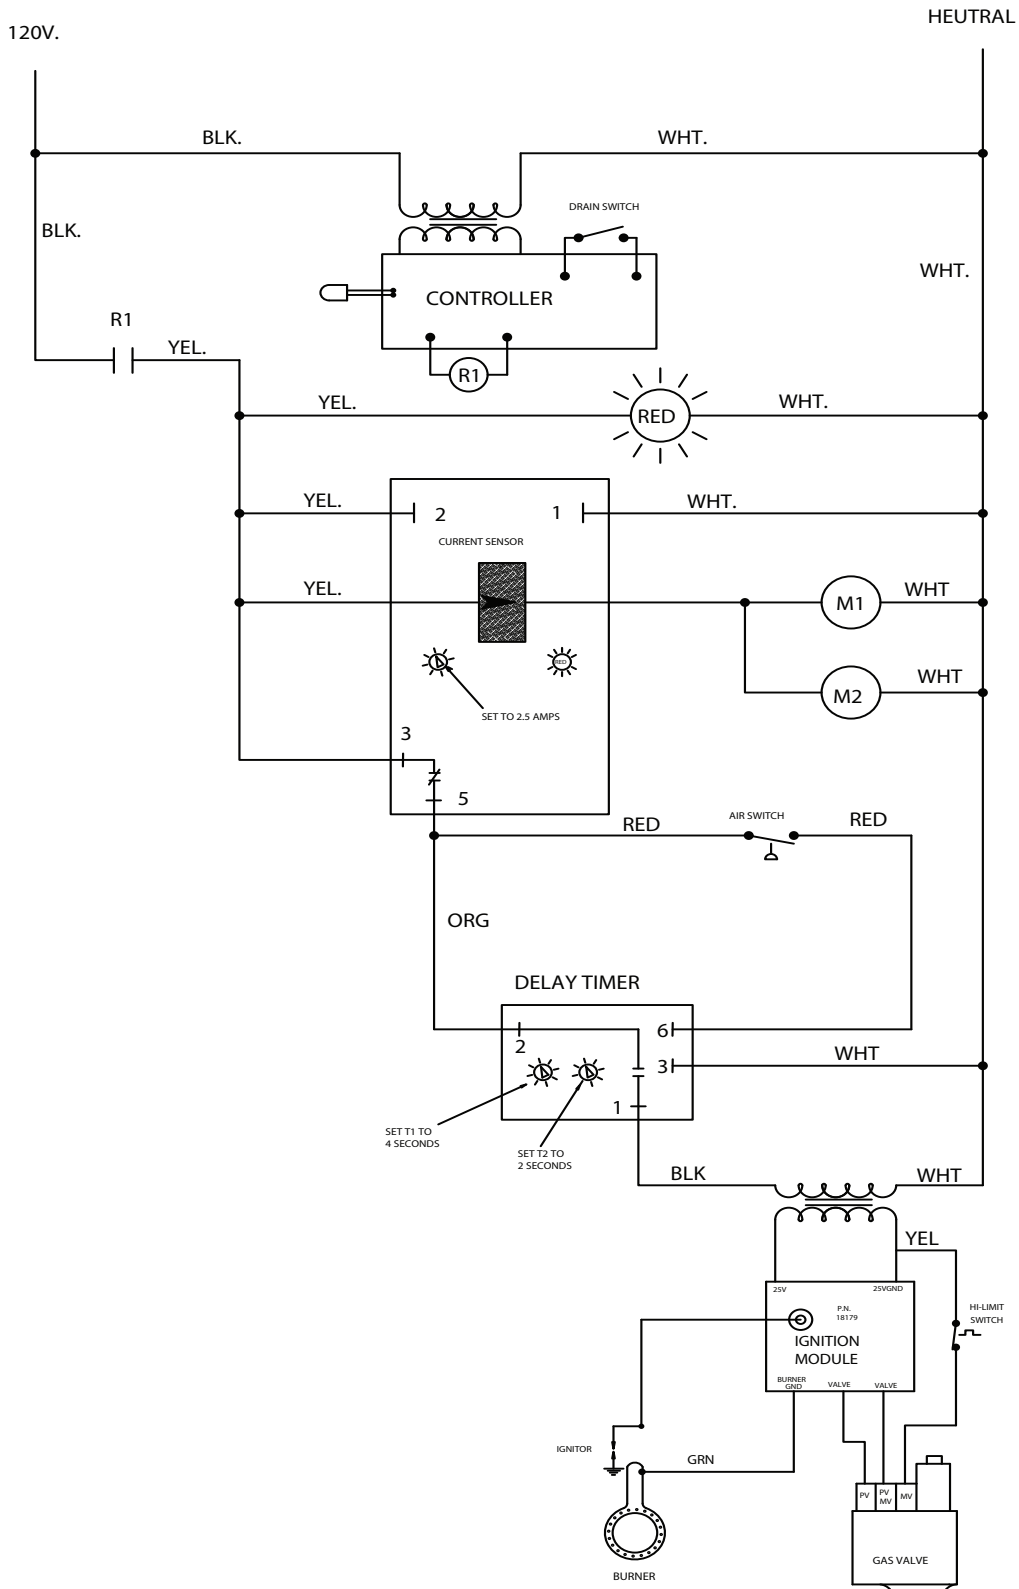 120V.
HEUTRAL
BLK.
WHT.
BLK.
DRAIN SWITCH
WHT.
CONTROLLER
R1
YEL.
R1
YEL.
RED
WHT.
YEL.
2
1
WHT.
CURRENT SENSOR
YEL.
M1
WHT
RED
SET TO 2.5 AMPS
M2
WHT
3
5
RED
AIR SWITCH
RED
ORG
DELAY TIMER
2
6
3
WHT
1
SET T1 TO
4 SECONDS
SET T2 TO
2 SECONDS
BLK
WHT
YEL
25V
25VGND
P.N.
18179
HI-LIMIT
SWITCH
IGNITION
MODULE
BURNER
GND
VALVE
VALVE
IGNITOR
GRN
PV
PV
MV
MV
GAS VALVE
BURNER